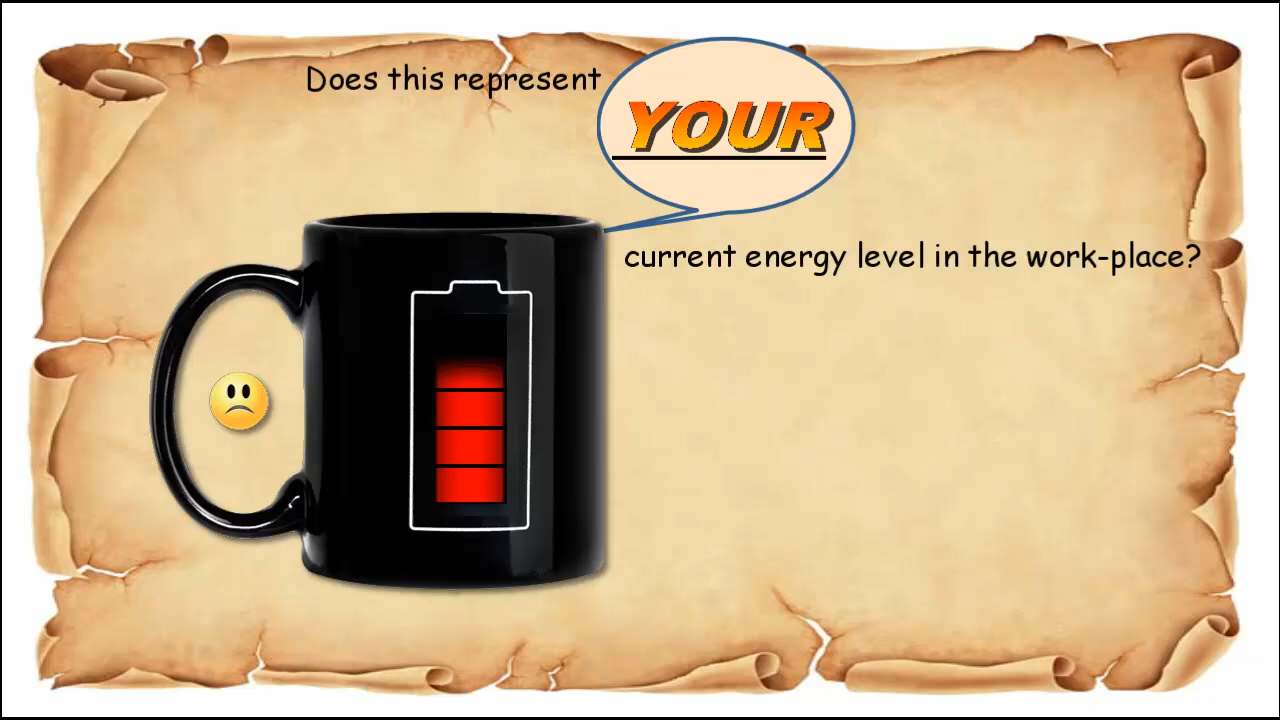 Does this represent
YOUR
current energy level in the work-place?